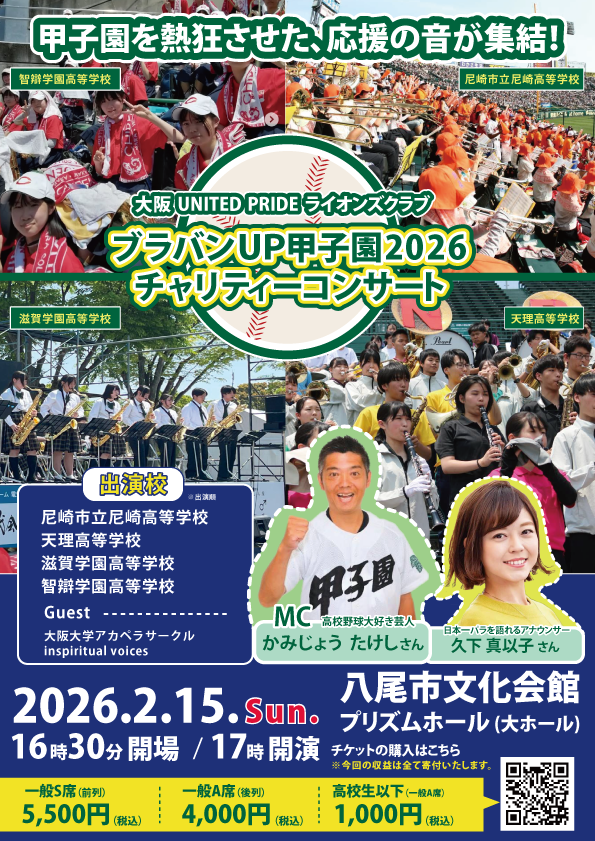 甲子園を熱狂させた、応援の音が集結！
智辯学園高等学校
尼崎市立尼崎高等学校
大阪 UNITED PRIDE ライオンズクラブ
ブラバンUP甲子園2026
チャリティーコンサート
滋賀学園高等学校
天理高等学校
出演校
※出演順
尼崎市立尼崎高等学校
天理高等学校
滋賀学園高等学校
智辯学園高等学校
Guest
大阪大学アカペラサークル
inspiritual voices
甲子園
MC 高校野球大好き芸人
かみじょう たけしさん
日本一バラを語れるアナウンサー
久下 真以子 さん
2026.2.15.Sun.
16時30分 開場 / 17時 開演
八尾市文化会館
プリズムホール (大ホール)
チケットの購入はこちら
※今回の収益は全て寄付いたします。
一般S席(前列)
5,500円(税込)
一般A席(後列)
4,000円(税込)
高校生以下(一般A席)
1,000円(税込)